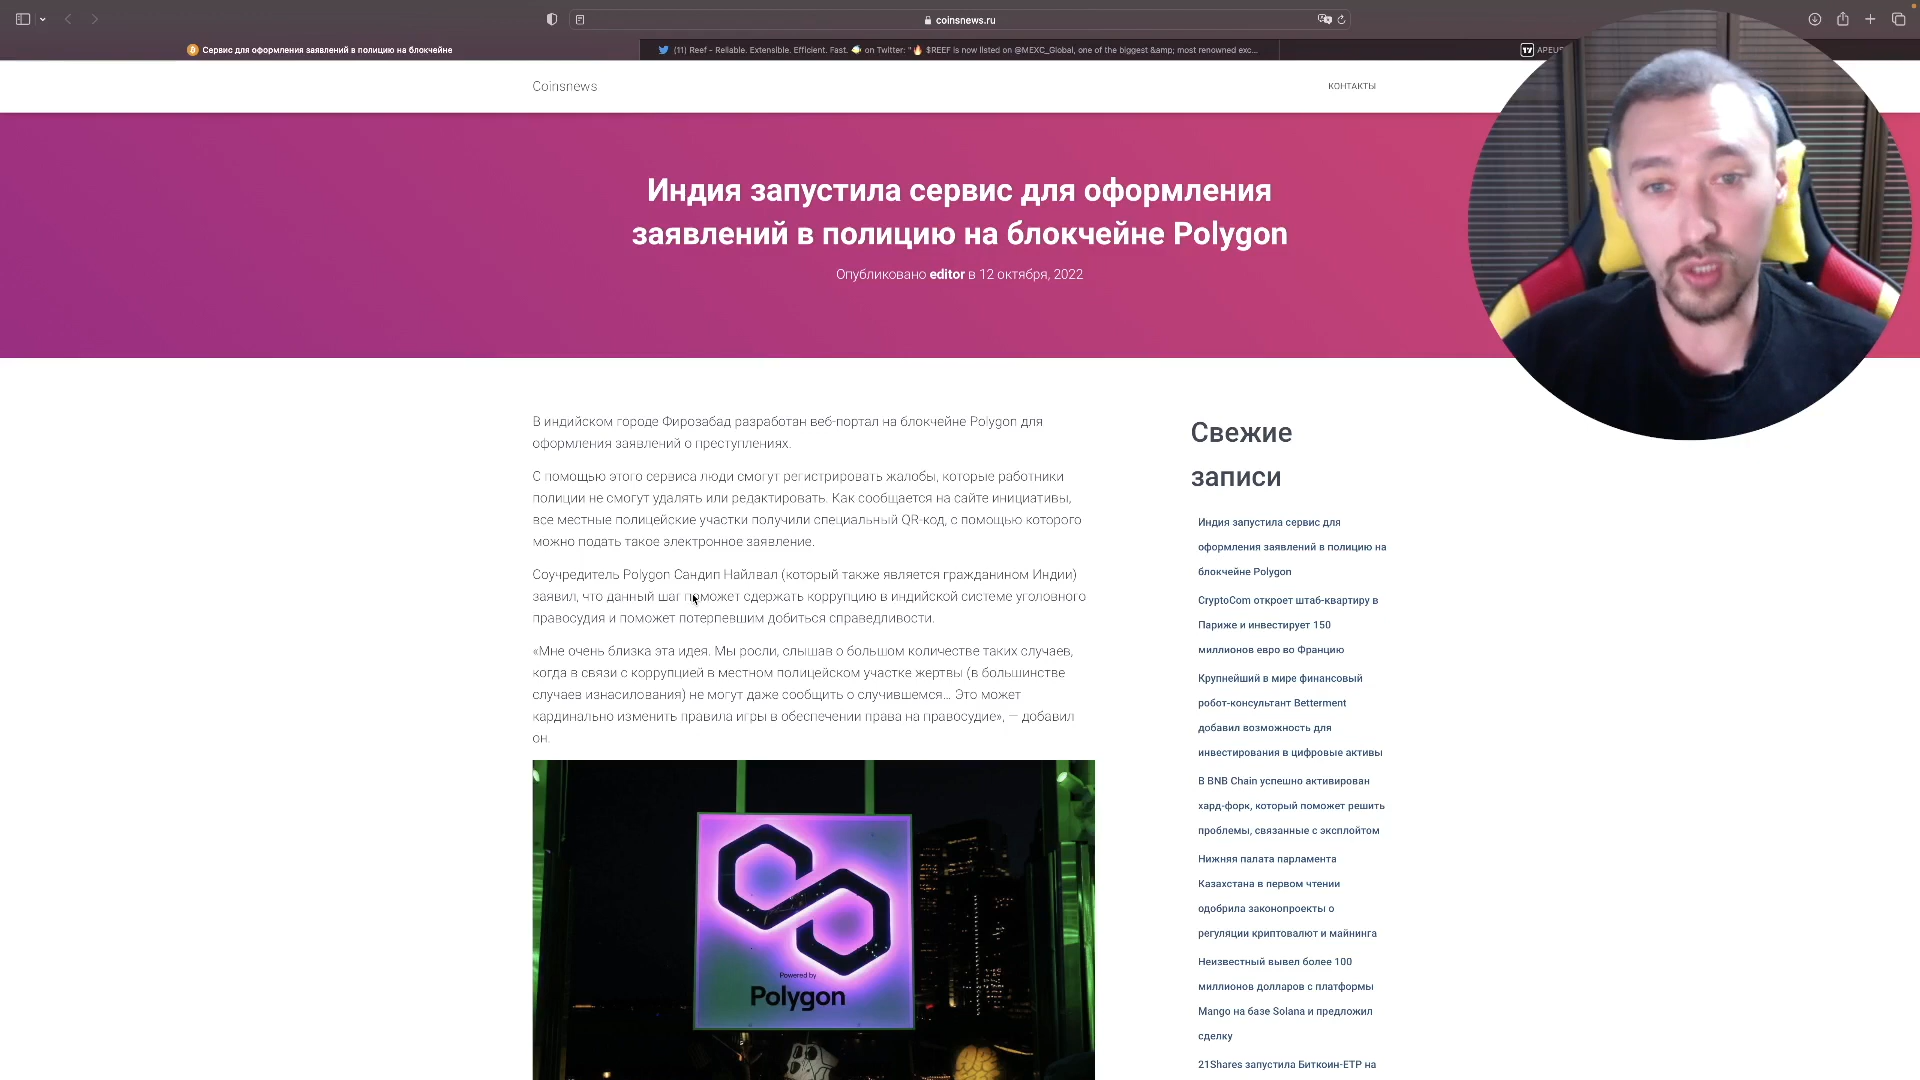 coinsnews.ru
Сервис для оформления заявлений в полицию на блокчейне
(11) Reef - Reliable. Extensible. Efficient. Fast. 🐠 on Twitter: "🔥 $REEF is now listed on @MEXC_Global, one of the biggest &amp; most renowned exc...
Coinsnews
КОНТАКТЫ
Индия запустила сервис для оформления
заявлений в полицию на блокчейне Polygon
Опубликовано editor в 12 октября, 2022
В индийском городе Фирозабад разработан веб-портал на блокчейне Polygon для
оформления заявлений о преступлениях.
С помощью этого сервиса люди смогут регистрировать жалобы, которые работники
полиции не смогут удалять или редактировать. Как сообщается на сайте инициативы,
все местные полицейские участки получили специальный QR-код, с помощью которого
можно подать такое электронное заявление.
Соучредитель Polygon Сандип Найлвал (который также является гражданином Индии)
заявил, что данный шаг поможет сдержать коррупцию в индийской системе уголовного
правосудия и поможет потерпевшим добиться справедливости.
«Мне очень близка эта идея. Мы росли, слышав о большом количестве таких случаев,
когда в связи с коррупцией в местном полицейском участке жертвы (в большинстве
случаев изнасилования) не могут даже сообщить о случившемся… Это может
кардинально изменить правила игры в обеспечении права на правосудие», — добавил
он.
Powered by
Polygon
Свежие
записи
Индия запустила сервис для
оформления заявлений в полицию на
блокчейне Polygon
CryptoCom откроет штаб-квартиру в
Париже и инвестирует 150
миллионов евро во Францию
Крупнейший в мире финансовый
робот-консультант Betterment
добавил возможность для
инвестирования в цифровые активы
В BNB Chain успешно активирован
хард-форк, который поможет решить
проблемы, связанные с эксплойтом
Нижняя палата парламента
Казахстана в первом чтении
одобрила законопроекты о
регуляции криптовалют и майнинга
Неизвестный вывел более 100
миллионов долларов с платформы
Mango на базе Solana и предложил
сделку
21Shares запустила Биткоин-ETP на